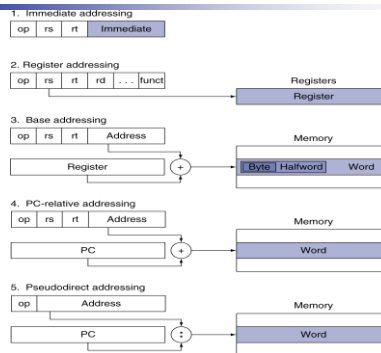 1. Immediate addressing
op rs rt Immediate
2. Register addressing
op rs rt rd . . . funct Registers
Register
3. Base addressing
op rs rt Address Memory
Register + Byte Halfword Word
4. PC-relative addressing
op rs rt Address Memory
PC + Word
5. Pseudodirect addressing
op Address Memory
PC : Word